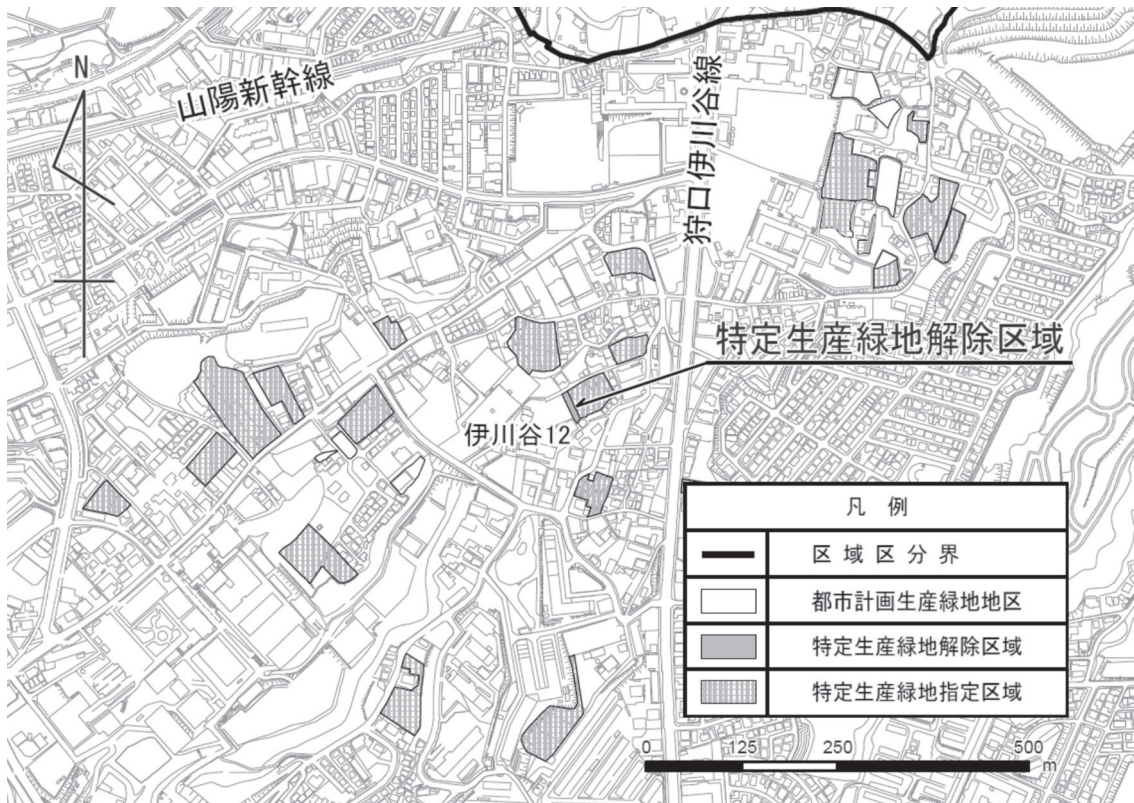 N
山陽新幹線
狩口伊川谷線
特定生産緑地解除区域
伊川谷12
凡 例
区 域 区 分 界
都市計画生産緑地地区
特定生産緑地解除区域
特定生産緑地指定区域
0 125 250 500
m